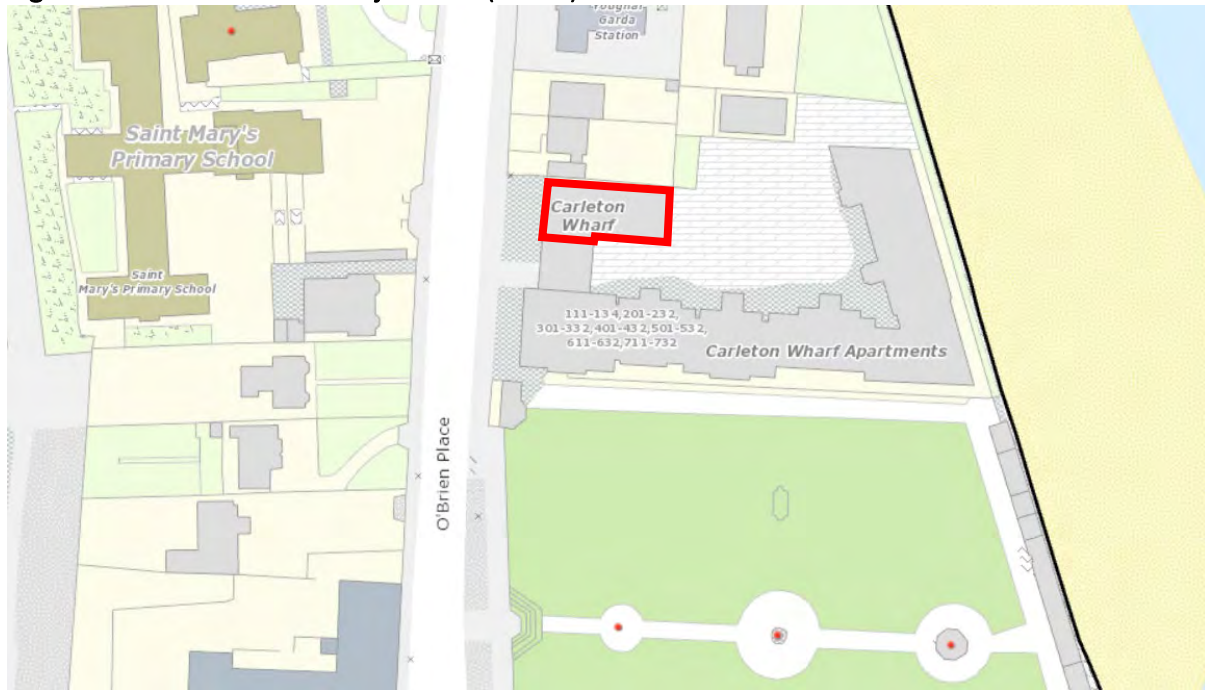 Youghal
Garda
Station
Saint Mary's
Primary School
Carleton
Wharf
Saint
Mary's Primary School
111-134,201-232,
301-332,401-432,501-532,
611-632,711-732
Carleton Wharf Apartments
O'Brien Place